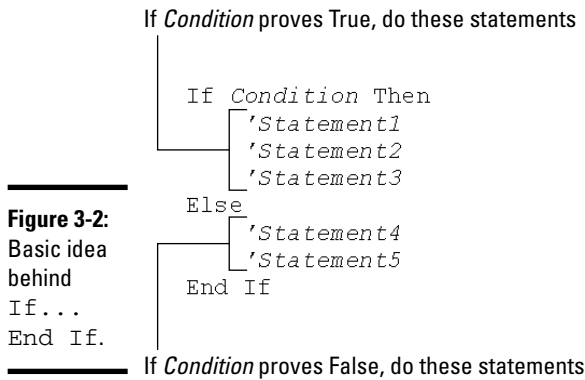 If Condition proves True, do these statements
If Condition Then
'Statement1
'Statement2
'Statement3
Else
'Statement4
'Statement5
End If
Figure 3-2:
Basic idea
behind
If...
End If.
If Condition proves False, do these statements